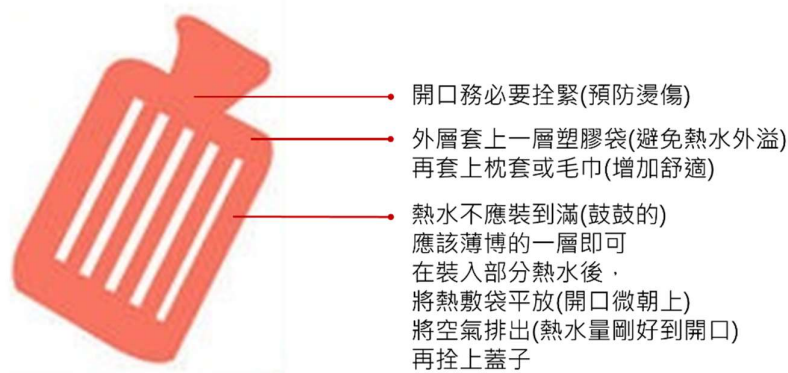 開口務必要拴緊(預防燙傷)
外層套上一層塑膠袋(避免熱水外溢)
再套上枕套或毛巾(增加舒適)
熱水不應裝到滿(鼓鼓的)
應該薄博的一層即可
在裝入部分熱水後，
將熱敷袋平放(開口微朝上)
將空氣排出(熱水量剛好到開口)
再拴上蓋子